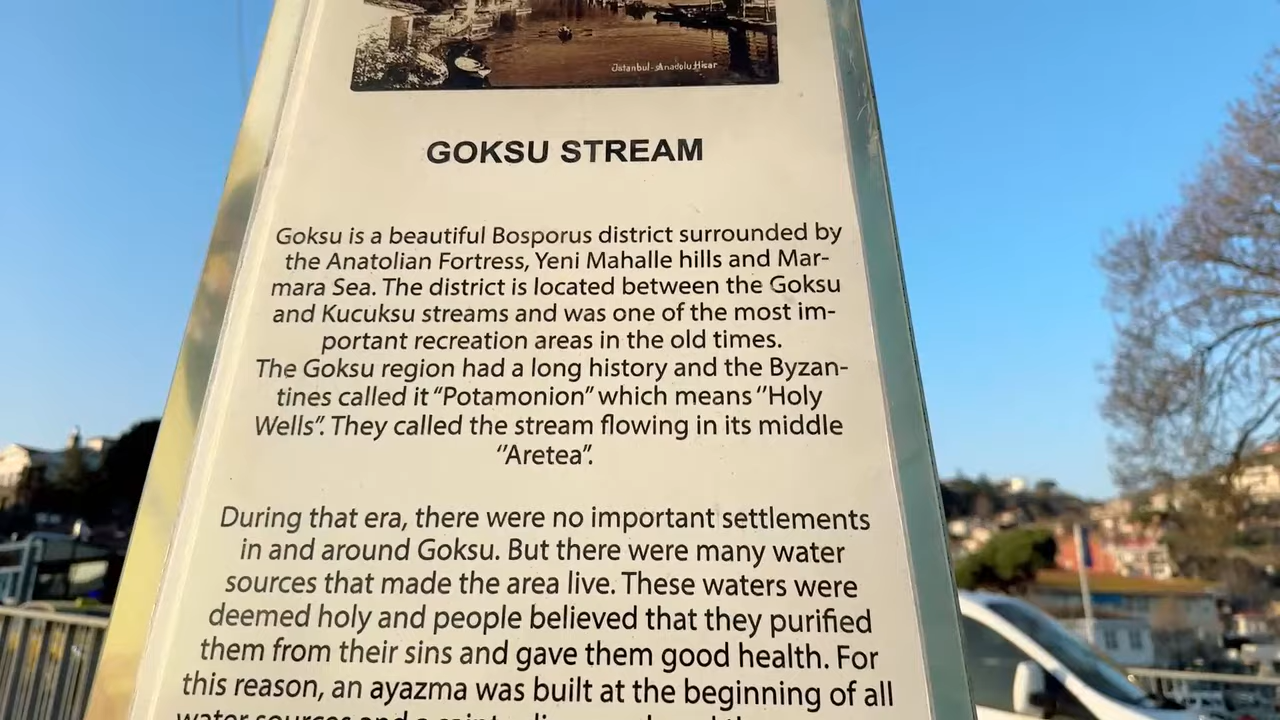 Istanbul-Anadolu Hisar
GOKSU STREAM
Goksu is a beautiful Bosporus district surrounded by
the Anatolian Fortress, Yeni Mahalle hills and Mar-
mara Sea. The district is located between the Goksu
and Kucuksu streams and was one of the most im-
portant recreation areas in the old times.
The Goksu region had a long history and the Byzan-
tines called it “Potamonion” which means “Holy
Wells”. They called the stream flowing in its middle
“Aretea”.
During that era, there were no important settlements
in and around Goksu. But there were many water
sources that made the area live. These waters were
deemed holy and people believed that they purified
them from their sins and gave them good health. For
this reason, an ayazma was built at the beginning of all
water sources and a saint